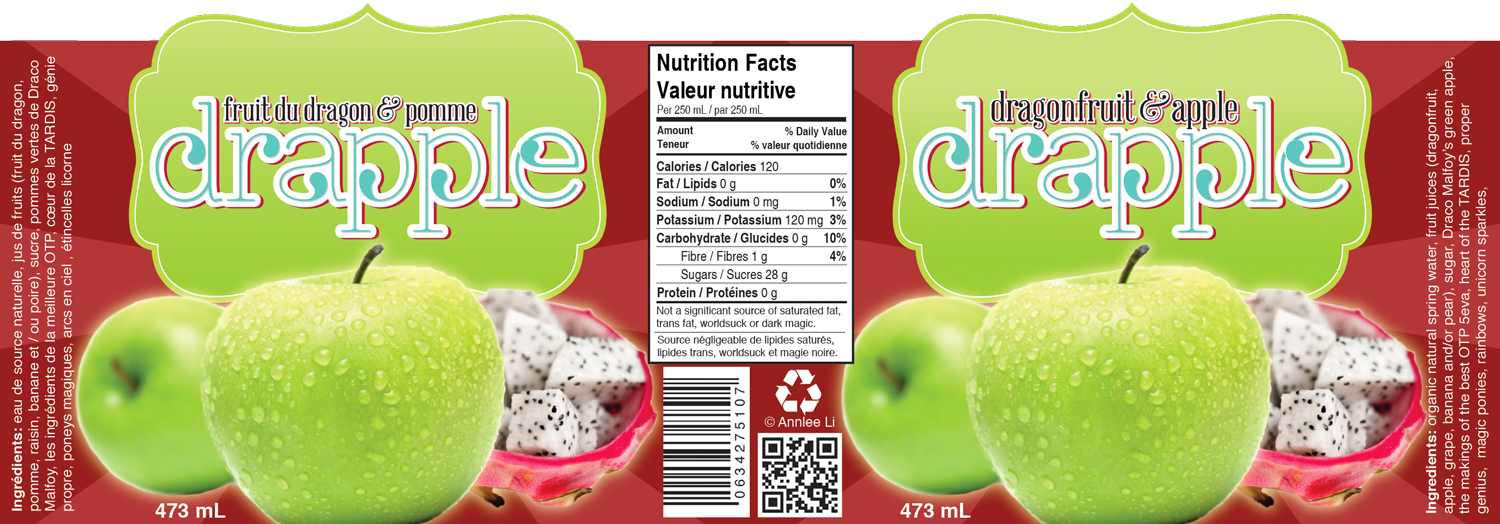 Ingrédients: eau de source naturelle, jus de fruits (fruit du dragon,
pomme, raisin, banane et / ou poire), sucre, pommes vertes de Draco
Malfoy, les ingrédients de la meilleure OTP, cœur de la TARDIS, génie
propre, poneys magiques, arcs en ciel , étincelles licorne
fruit du dragon & pomme
drapple
473 mL
Nutrition Facts
Valeur nutritive
Per 250 mL / par 250 mL
Amount % Daily Value
Teneur % valeur quotidienne
Calories / Calories 120
Fat / Lipids 0 g 0%
Sodium / Sodium 0 mg 1%
Potassium / Potassium 120 mg 3%
Carbohydrate / Glucides 0 g 10%
Fibre / Fibres 1 g 4%
Sugars / Sucres 28 g
Protein / Protéines 0 g
Not a significant source of saturated fat,
trans fat, worldsuck or dark magic.
Source négligeable de lipides saturés,
lipides trans, worldsuck et magie noire.
063427510 7
© Annlee Li
dragonfruit & apple
drapple
473 mL
Ingredients: organic natural spring water, fruit juices (dragonfruit,
apple, grape, banana and/or pear), sugar, Draco Malfoy's green apple,
the makings of the best OTP 5eva, heart of the TARDIS, proper
genius, magic ponies, rainbows, unicorn sparkles,